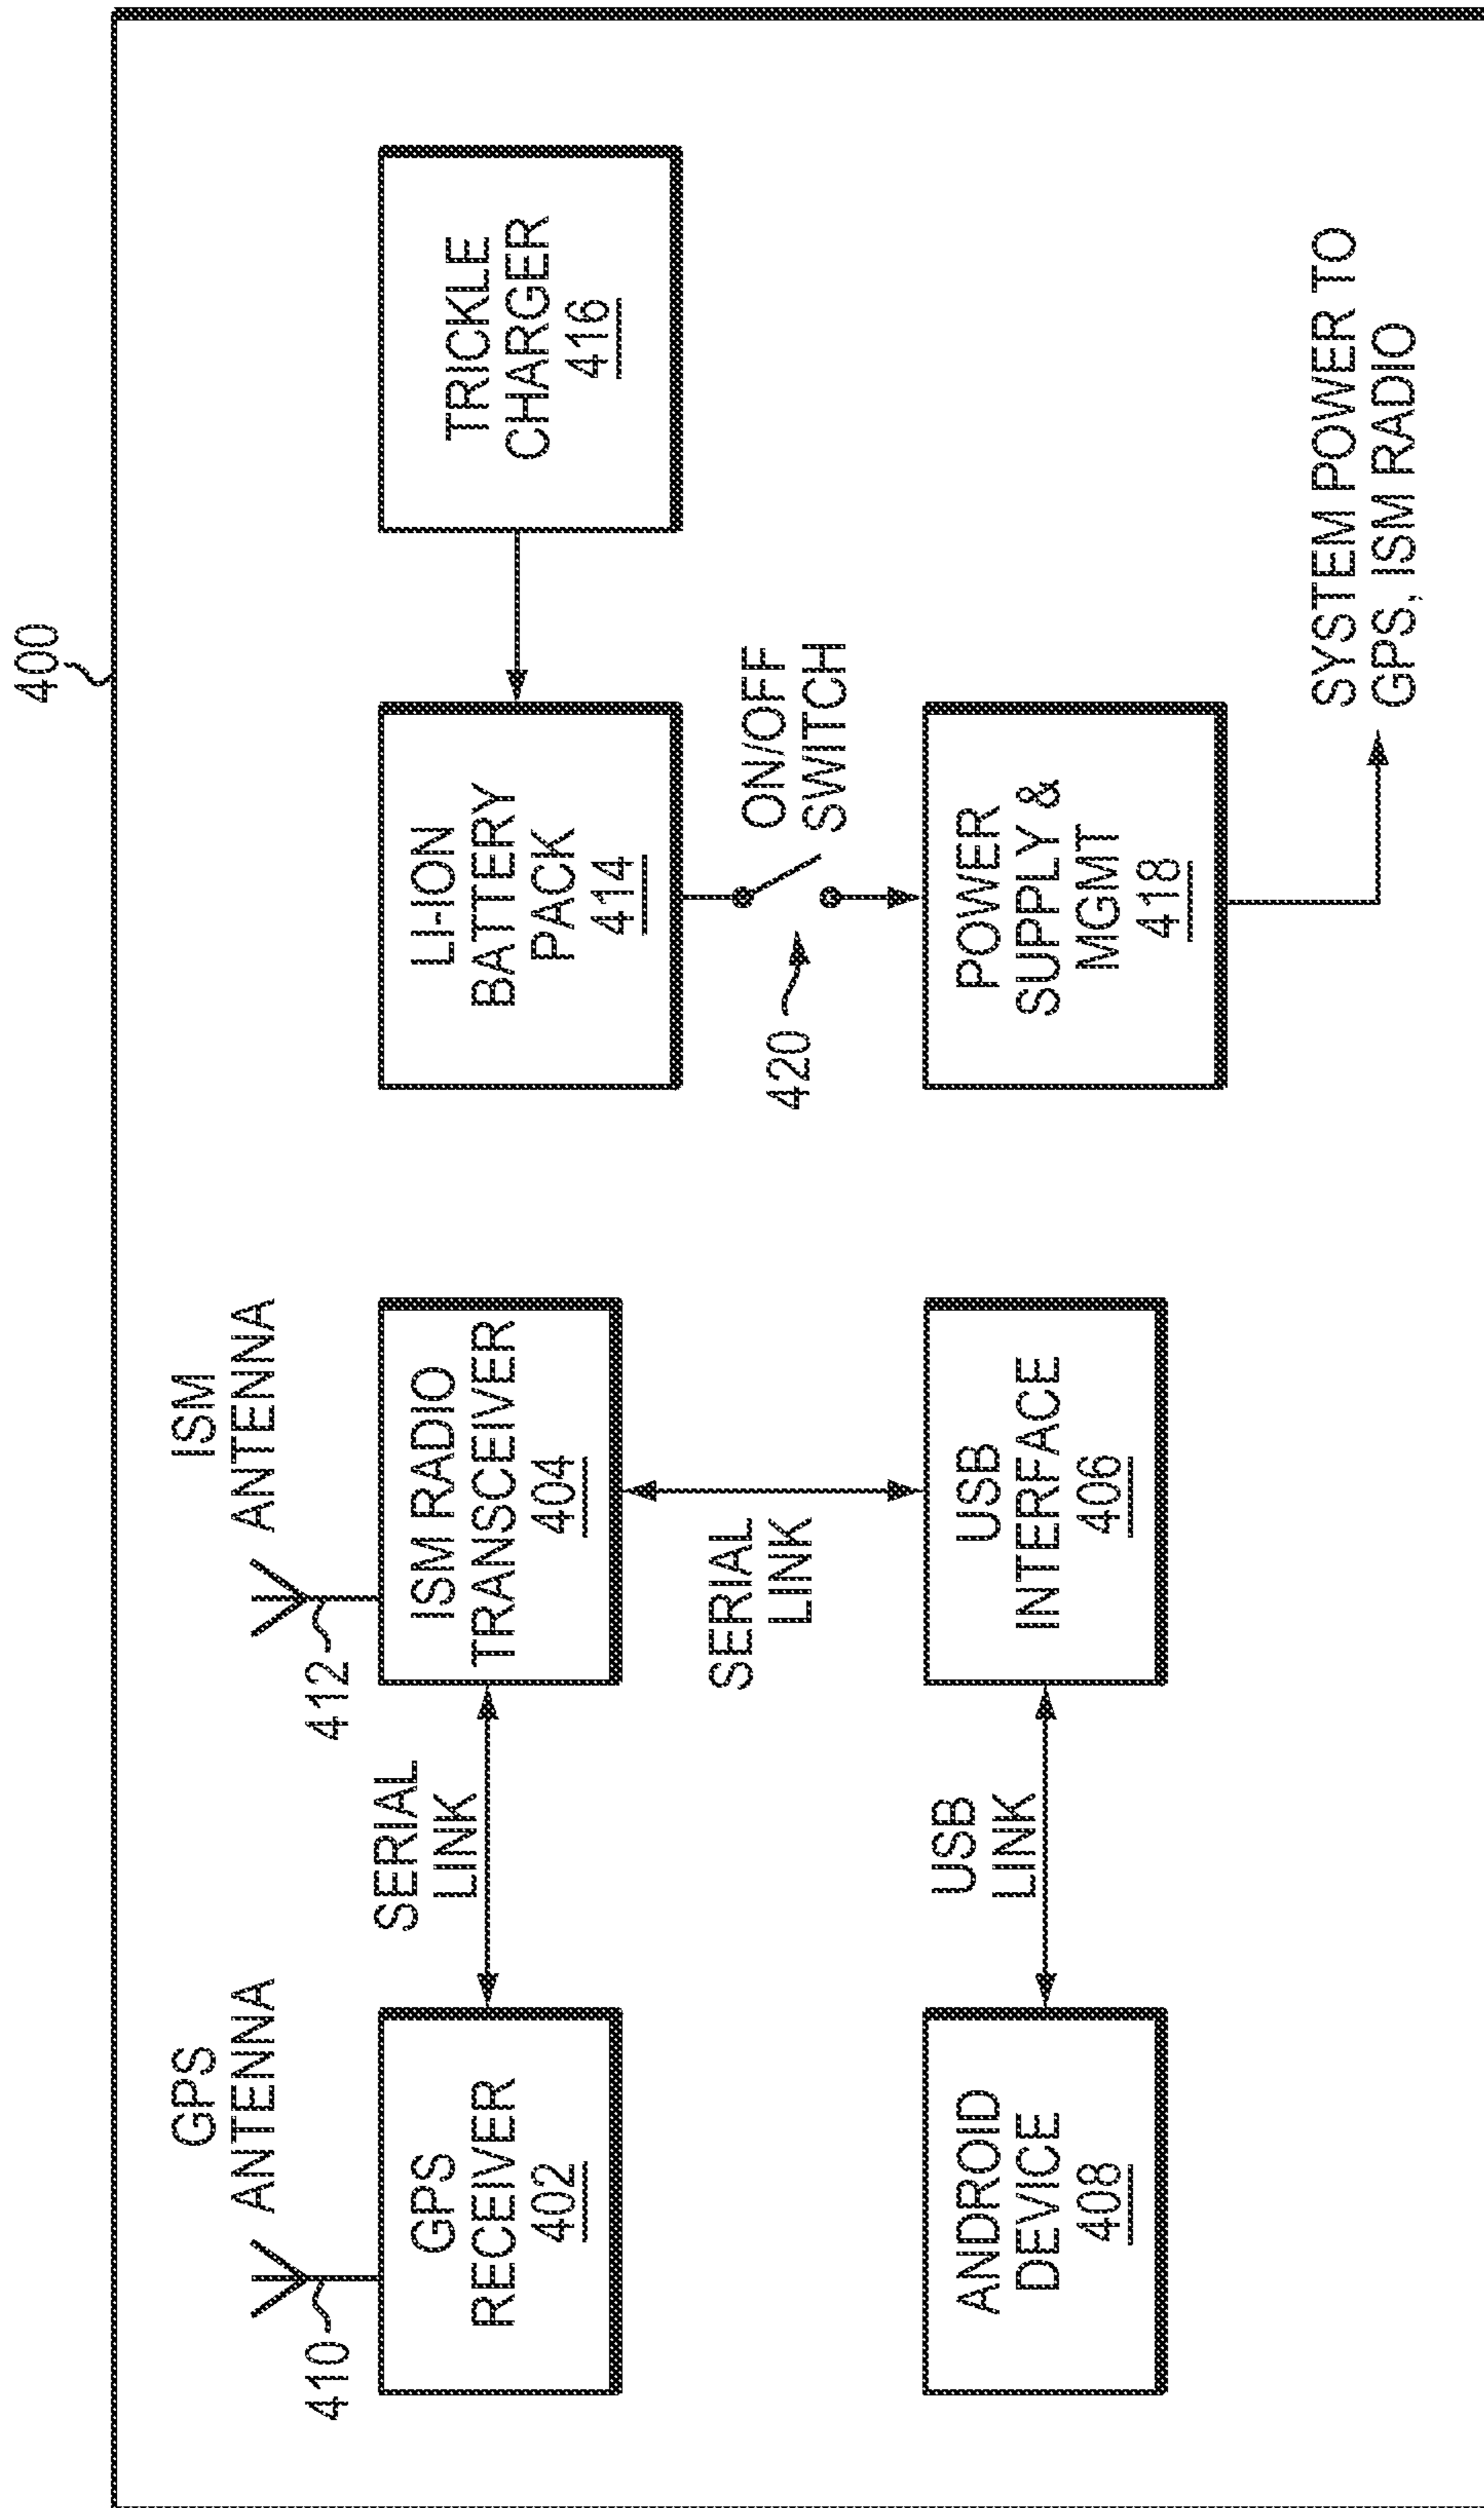 400
GPS
ANTENNA
410
ISM
ANTENNA
412
GPS
RECEIVER
402
SERIAL
LINK
ISM RADIO
TRANSCEIVER
404
LI-ION
BATTERY
PACK
414
TRICKLE
CHARGER
416
SERIAL
LINK
420
ON/OFF
SWITCH
ANDROID
DEVICE
408
USB
LINK
USB
INTERFACE
406
POWER
SUPPLY &
MGMT
418
SYSTEM POWER TO
GPS, ISM RADIO